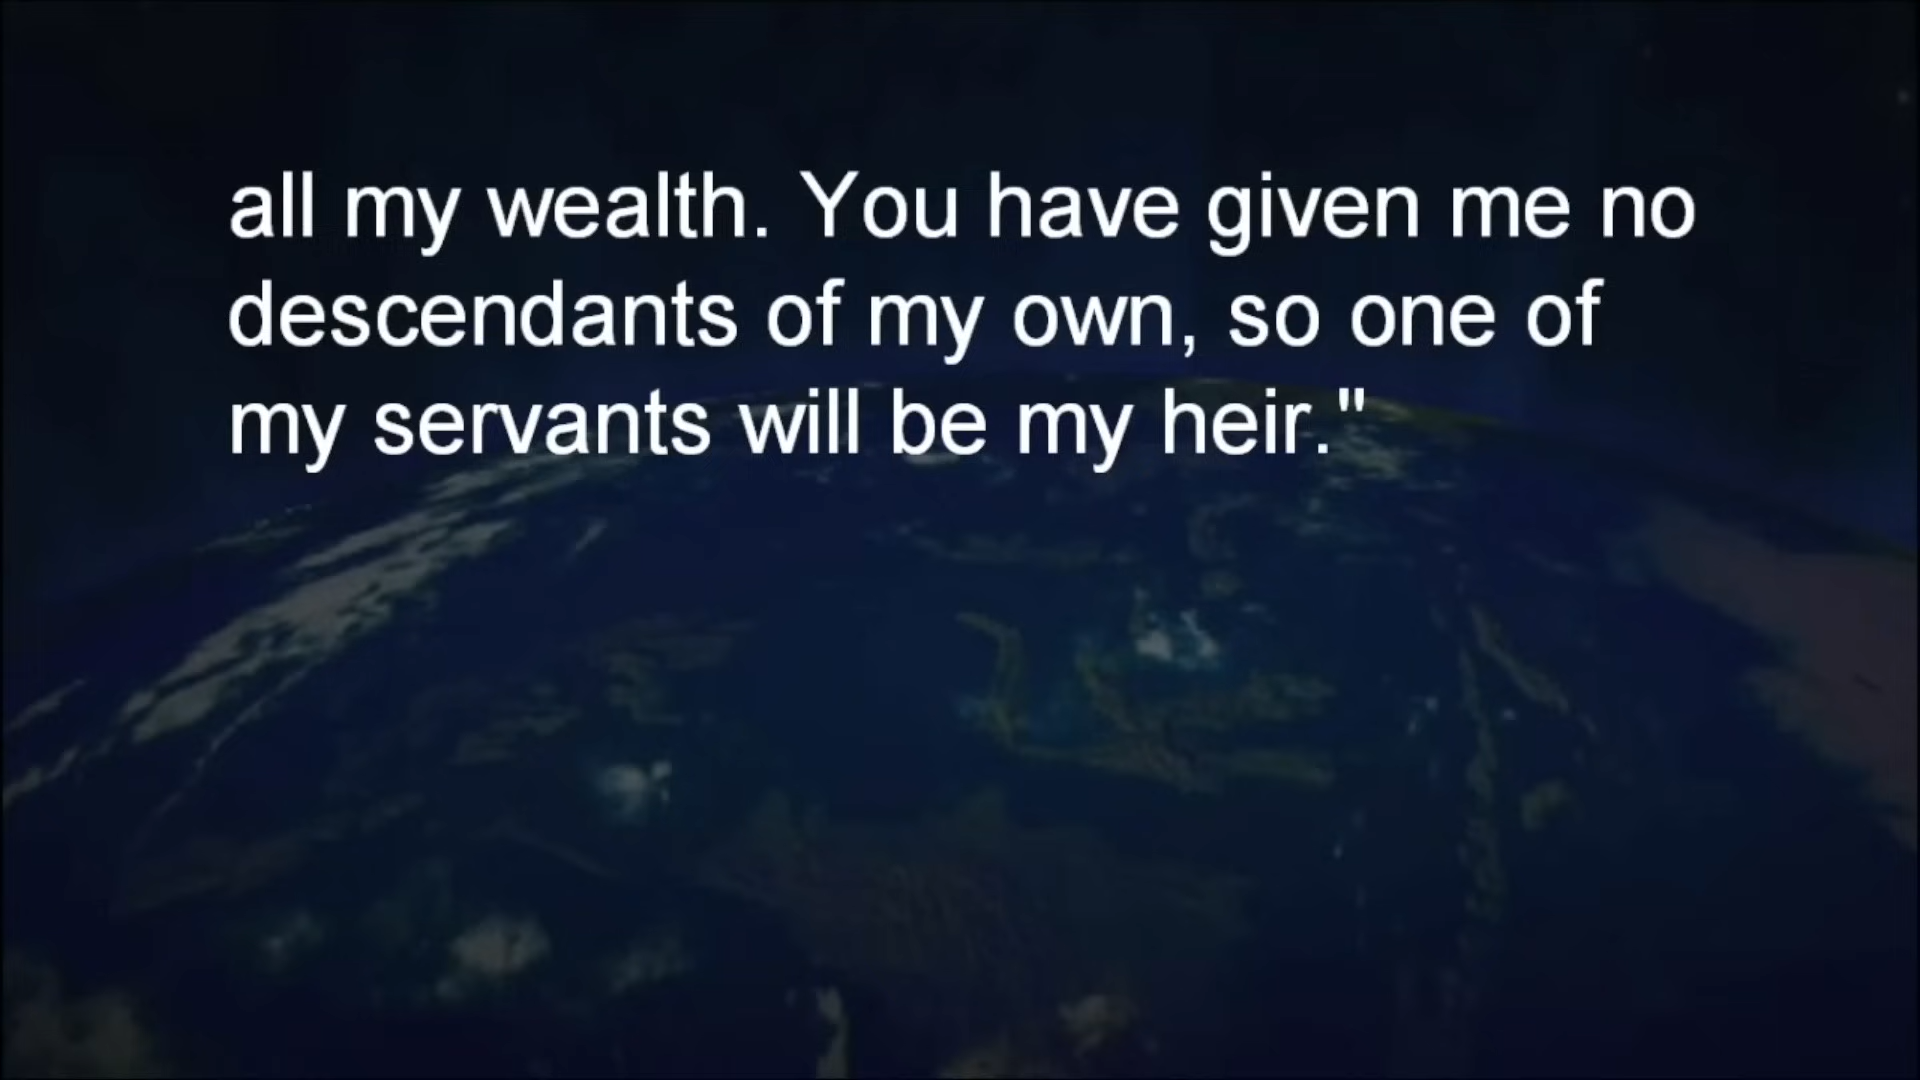 all my wealth. You have given me no
descendants of my own, so one of
my servants will be my heir."